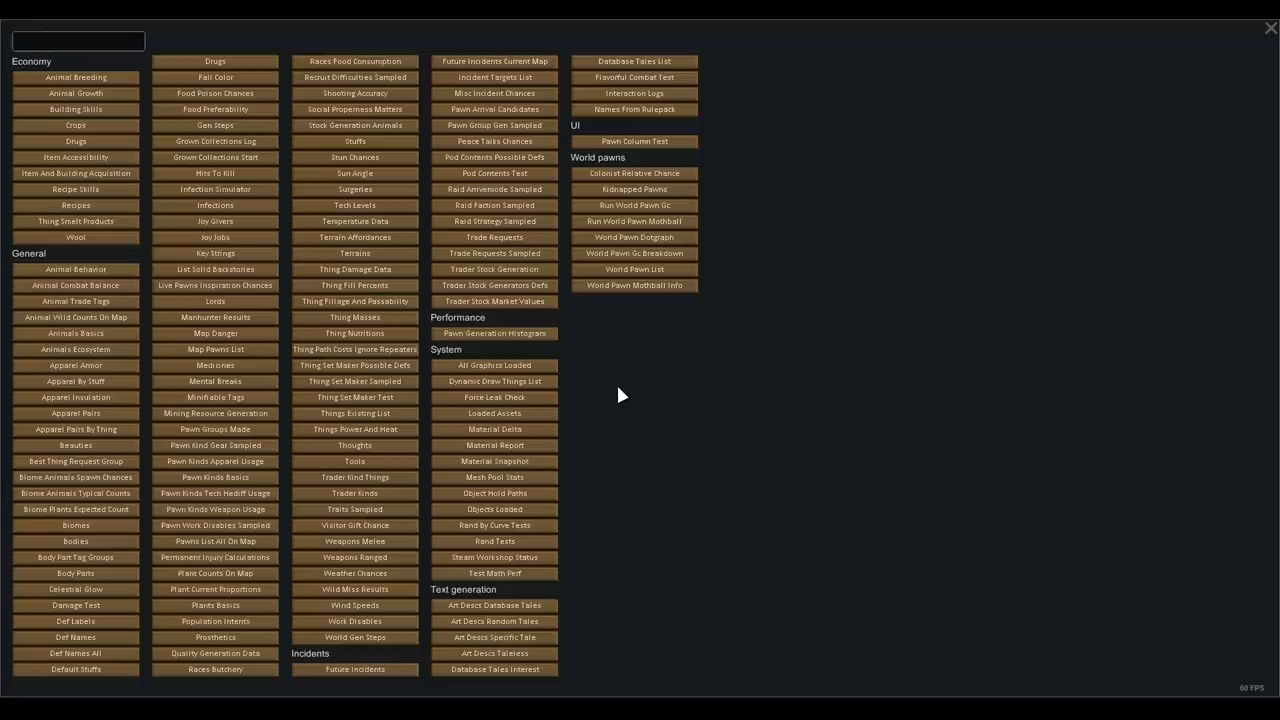 Economy
Animal Breeding
Animal Growth
Building Skills
Crops
Drugs
Item Accessibility
Item And Building Acquisition
Recipe Skills
Recipes
Thing Smelt Products
Wool
General
Animal Behavior
Animal Combat Balance
Animal Trade Tags
Animal Wild Counts On Map
Animals Basics
Animals Ecosystem
Apparel Armor
Apparel By Stuff
Apparel Insulation
Apparel Pairs
Apparel Pairs By Thing
Beauties
Best Thing Request Group
Biome Animals Spawn Chances
Biome Animals Typical Counts
Biome Plants Expected Count
Biomes
Bodies
Body Part Tag Groups
Body Parts
Celestial Glow
Damage Test
Def Labels
Def Names
Def Names All
Default Stuffs
Drugs
Fall Color
Food Poison Chances
Food Preferability
Gen Steps
Grown Collections Log
Grown Collections Start
Hits To Kill
Infection Simulator
Infections
Joy Givers
Joy Jobs
Key Strings
List Solid Backstories
Live Pawns Inspiration Chances
Lords
Manhunter Results
Map Danger
Map Pawns List
Medicines
Mental Breaks
Minifiable Tags
Mining Resource Generation
Pawn Groups Made
Pawn Kind Gear Sampled
Pawn Kinds Apparel Usage
Pawn Kinds Basics
Pawn Kinds Tech Hediff Usage
Pawn Kinds Weapon Usage
Pawn Work Disables Sampled
Pawns List All On Map
Permanent Injury Calculations
Plant Counts On Map
Plant Current Proportions
Plants Basics
Population Intents
Prosthetics
Quality Generation Data
Races Butchery
Races Food Consumption
Recruit Difficulties Sampled
Shooting Accuracy
Social Properness Matters
Stock Generation Animals
Stuffs
Stun Chances
Sun Angle
Surgeries
Tech Levels
Temperature Data
Terrain Affordances
Terrains
Thing Damage Data
Thing Fill Percents
Thing Fillage And Passability
Thing Masses
Thing Nutritions
Thing Path Costs Ignore Repeaters
Thing Set Maker Possible Defs
Thing Set Maker Sampled
Thing Set Maker Test
Things Existing List
Things Power And Heat
Thoughts
Tools
Trader Kind Things
Trader Kinds
Traits Sampled
Visitor Gift Chance
Weapons Melee
Weapons Ranged
Weather Chances
Wild Miss Results
Wind Speeds
Work Disables
World Gen Steps
Incidents
Future Incidents
Future Incidents Current Map
Incident Targets List
Misc Incident Chances
Pawn Arrival Candidates
Pawn Group Gen Sampled
Peace Talks Chances
Pod Contents Possible Defs
Pod Contents Test
Raid Arrivemode Sampled
Raid Faction Sampled
Raid Strategy Sampled
Trade Requests
Trade Requests Sampled
Trader Stock Generation
Trader Stock Generators Defs
Trader Stock Market Values
Performance
Pawn Generation Histogram
System
All Graphics Loaded
Dynamic Draw Things List
Force Leak Check
Loaded Assets
Material Delta
Material Report
Material Snapshot
Mesh Pool Stats
Object Hold Paths
Objects Loaded
Rand By Curve Tests
Rand Tests
Steam Workshop Status
Test Math Perf
Text generation
Art Descs Database Tales
Art Descs Random Tales
Art Descs Specific Tale
Art Descs Taleless
Database Tales Interest
Database Tales List
Flavorful Combat Test
Interaction Logs
Names From Rulepack
UI
Pawn Column Test
World pawns
Colonist Relative Chance
Kidnapped Pawns
Run World Pawn Gc
Run World Pawn Mothball
World Pawn Dotgraph
World Pawn Gc Breakdown
World Pawn List
World Pawn Mothball Info
60 FPS